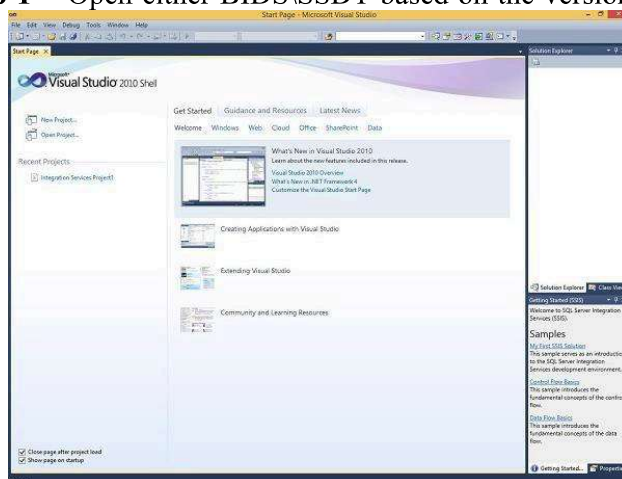 1 Open either BIDS\SSDT based on the version
Start Page - Microsoft Visual Studio
File Edit View Debug Tools Window Help
Start Page
Microsoft
Visual Studio 2010 Shell
New Project...
Open Project...
Recent Projects
Integration Services Project1
Get Started Guidance and Resources Latest News
Welcome Windows Web Cloud Office SharePoint Data
What's New in Visual Studio 2010
Learn about the new features included in this release.
Visual Studio 2010 Overview
What's New in .NET Framework 4
Customize the Visual Studio Start Page
Creating Applications with Visual Studio
Extending Visual Studio
Community and Learning Resources
Close page after project load
Show page on startup
Solution Explorer
Solution Explorer Class View
Getting Started (SSIS)
Welcome to SQL Server Integration
Services (SSIS).
Samples
My First SSIS Solution
This sample serves as an introductio
to the SQL Server Integration
Services development environment.
Control Flow Basics
This sample introduces the
fundamental concepts of the contro
flow.
Data Flow Basics
This sample introduces the
fundamental concepts of the data
flow.
Getting Started... Properti